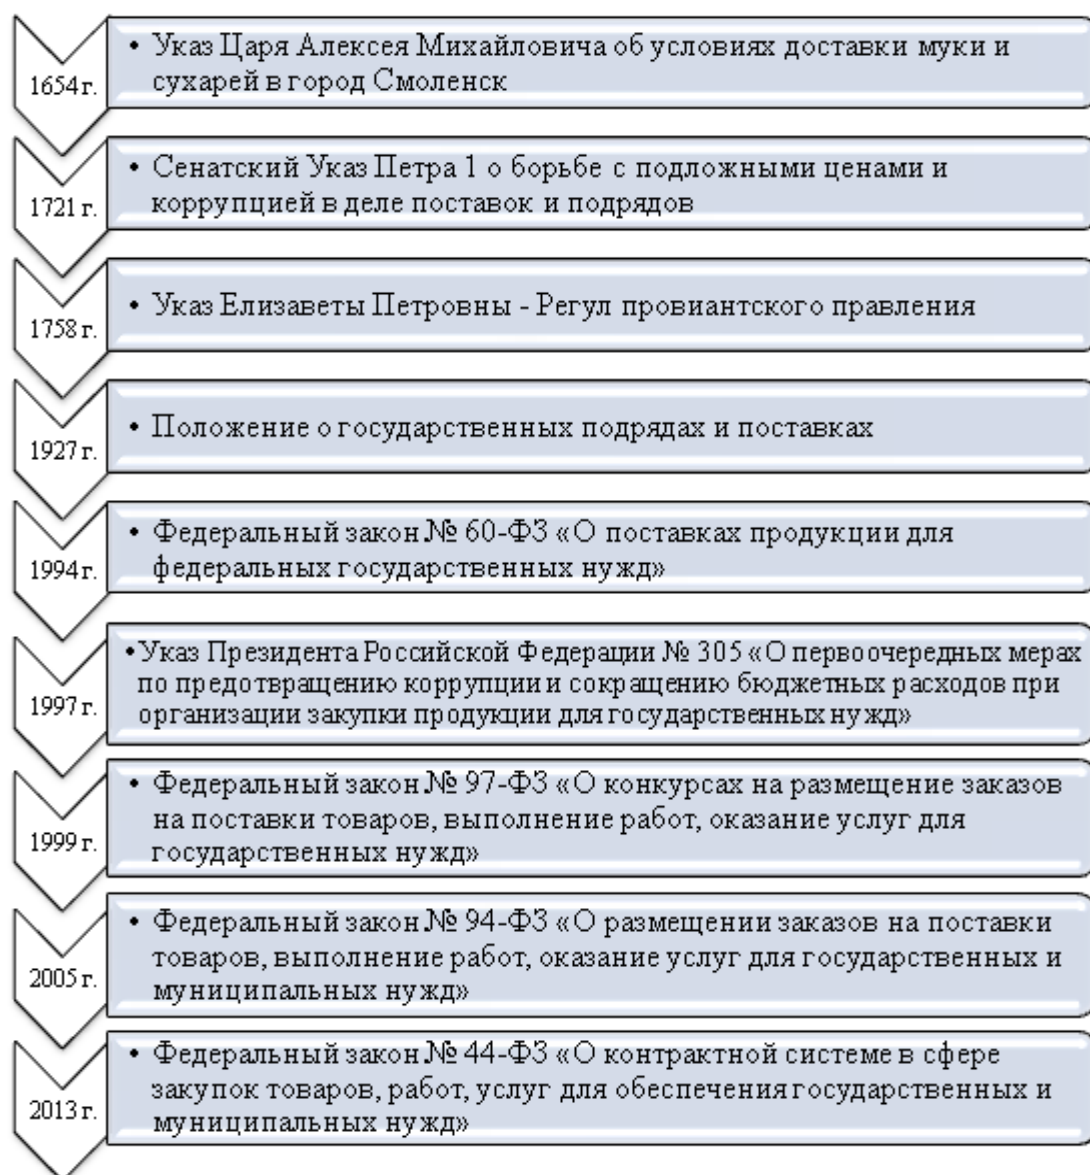 • Указ Царя Алексея Михайловича об условиях доставки муки и
1654 г.
сухарей в город Смоленск
• Сенатский Указ Петра 1 о борьбе с подложными ценами и
1721 г.
коррупцией в деле поставок и подрядов
1758 г.
• Указ Елизаветы Петровны - Регул провиантского правления
1927 г.
• Положение о государственных подрядах и поставках
• Федеральный закон № 60-ФЗ «О поставках продукции для
1994 г.
федеральных государственных нужд»
• Указ Президента Российской Федерации № 305 «О первоочередных мерах
по предотвращению коррупции и сокращению бюджетных расходов при
1997 г.
организации закупки продукции для государственных нужд»
• Федеральный закон № 97-ФЗ «О конкурсах на размещение заказов
на поставки товаров, выполнение работ, оказание услуг для
1999 г.
государственных нужд»
• Федеральный закон № 94-ФЗ «О размещении заказов на поставки
товаров, выполнение работ, оказание услуг для государственных и
2005 г.
муниципальных нужд»
• Федеральный закон № 44-ФЗ «О контрактной системе в сфере
закупок товаров, работ, услуг для обеспечения государственных и
2013 г.
муниципальных нужд»